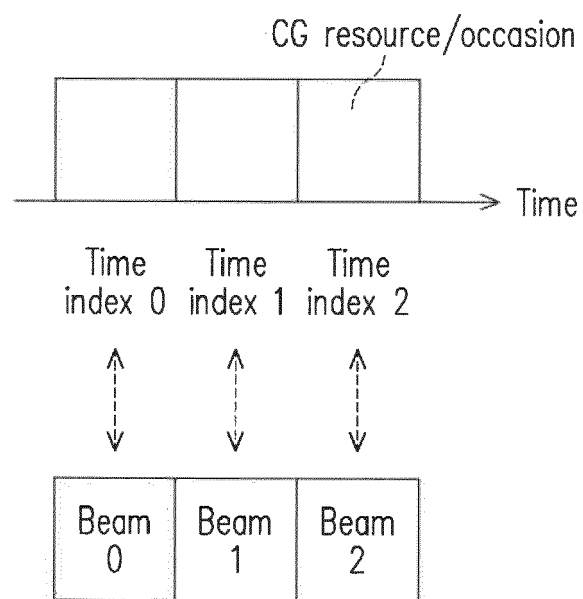 CG resource/occasion
Time
Time Time Time
index 0 index 1 index 2
Beam Beam Beam
0 1 2